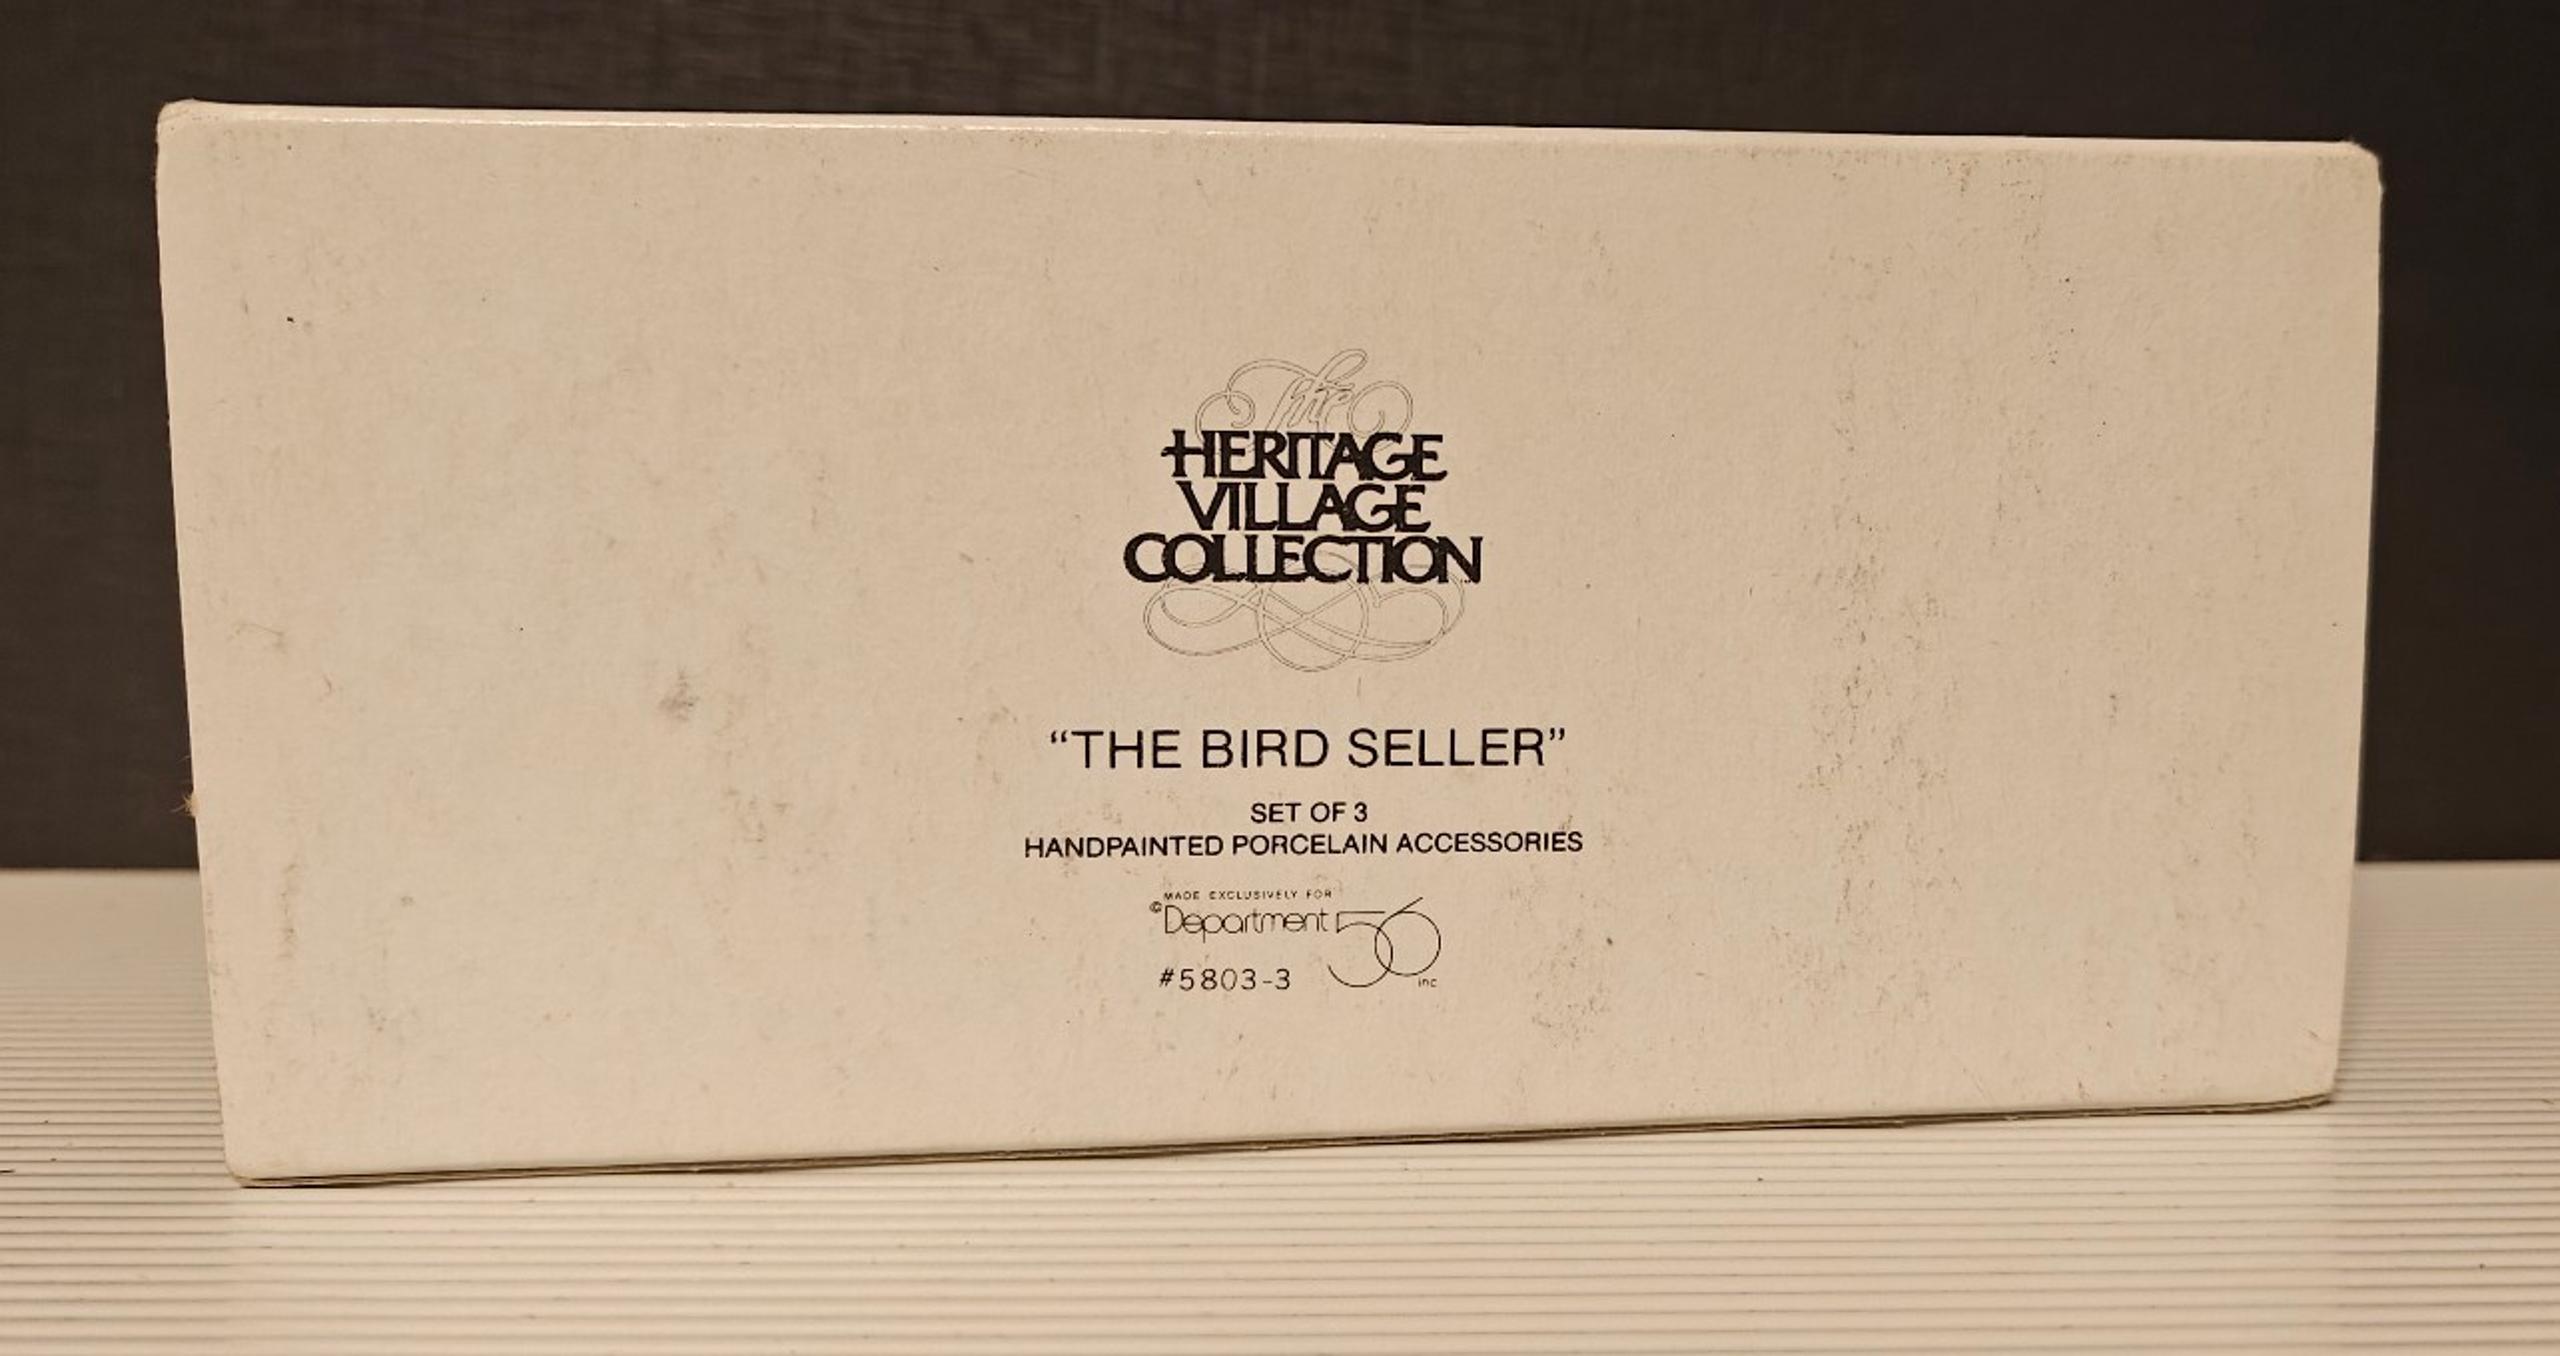 The
HERITAGE
VILLAGE
COLLECTION
“THE BIRD SELLER”
SET OF 3
HANDPAINTED PORCELAIN ACCESSORIES
MADE EXCLUSIVELY FOR
©Department 56 inc
#5803-3